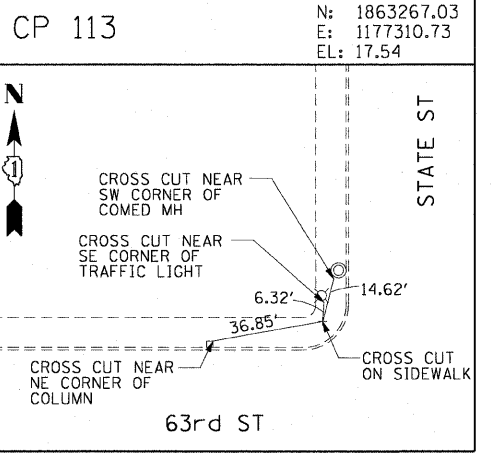 CP 113
N: 1863267.03
E: 1177310.73
EL: 17.54
N
1
STATE ST
CROSS CUT NEAR
SW CORNER OF
COMED MH
CROSS CUT NEAR
SE CORNER OF
TRAFFIC LIGHT
6.32'
14.62'
36.85'
CROSS CUT NEAR
NE CORNER OF
COLUMN
CROSS CUT
ON SIDEWALK
63rd ST